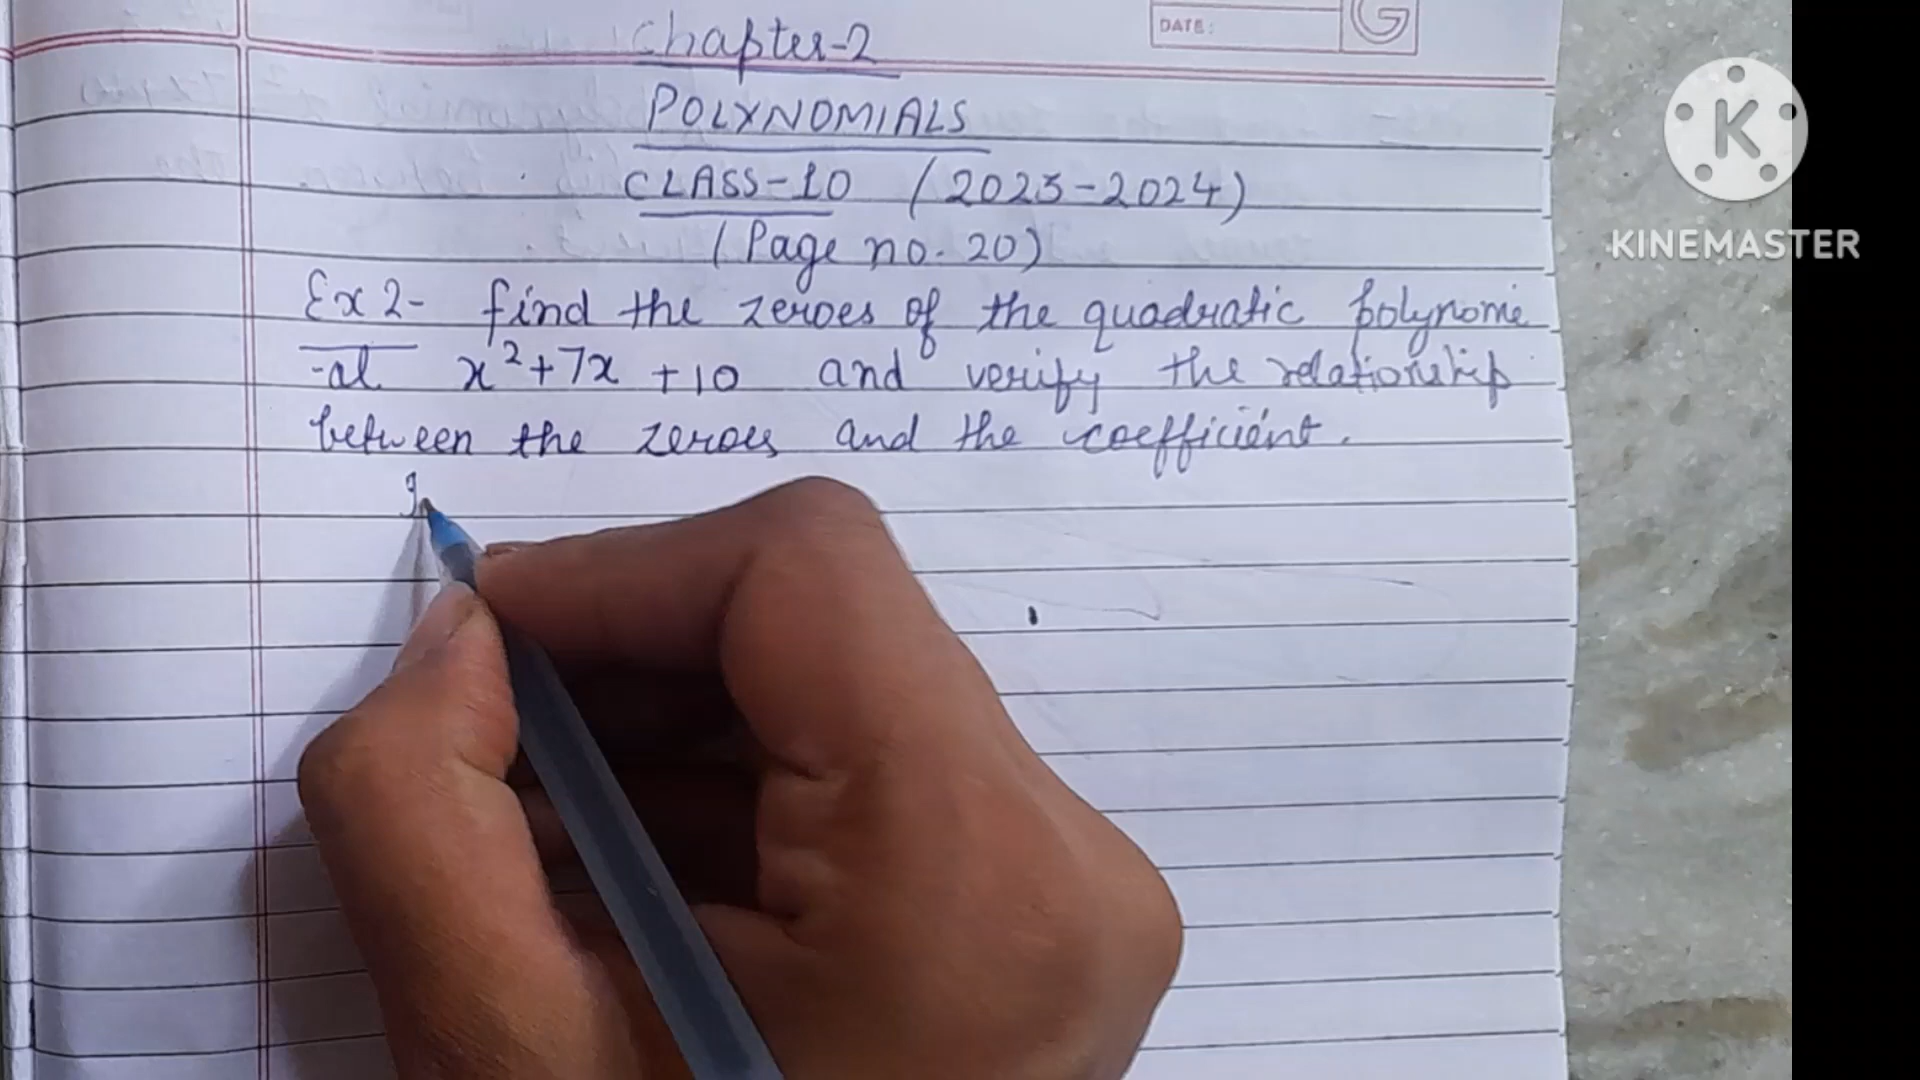 Chapter-2
DATE:
G
POLYNOMIALS
CLASS-10 (2023-2024)
(Page no. 20)
Ex 2- find the zeroes of the quadratic polynomi
-al x²+7x +10 and verify the relationship
between the zeroes and the coefficient.
K
KINEMASTER